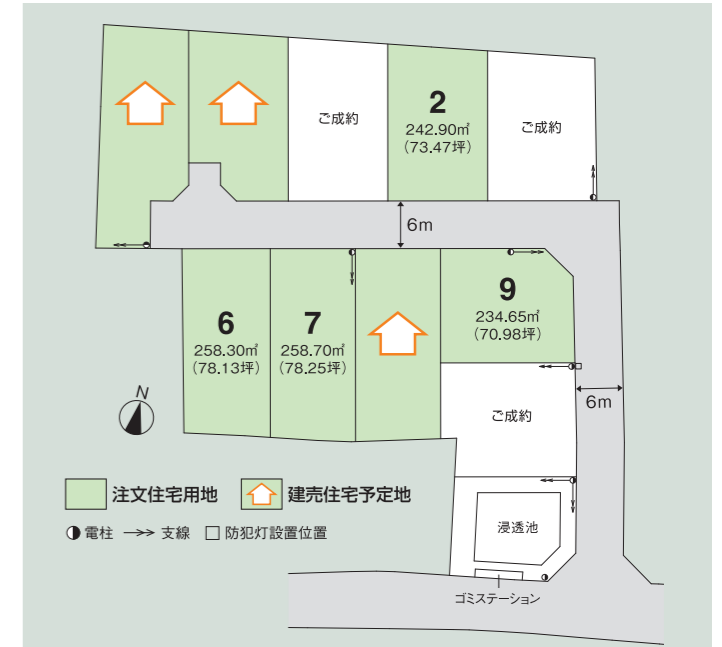 ご成約
2
242.90㎡
（73.47坪）
ご成約
6m
6
258.30㎡
（78.13坪）
7
258.70㎡
（78.25坪）
9
234.65㎡
（70.98坪）
6m
N
ご成約
注文住宅用地
建売住宅予定地
電柱
支線
防犯灯設置位置
浸透池
ゴミステーション